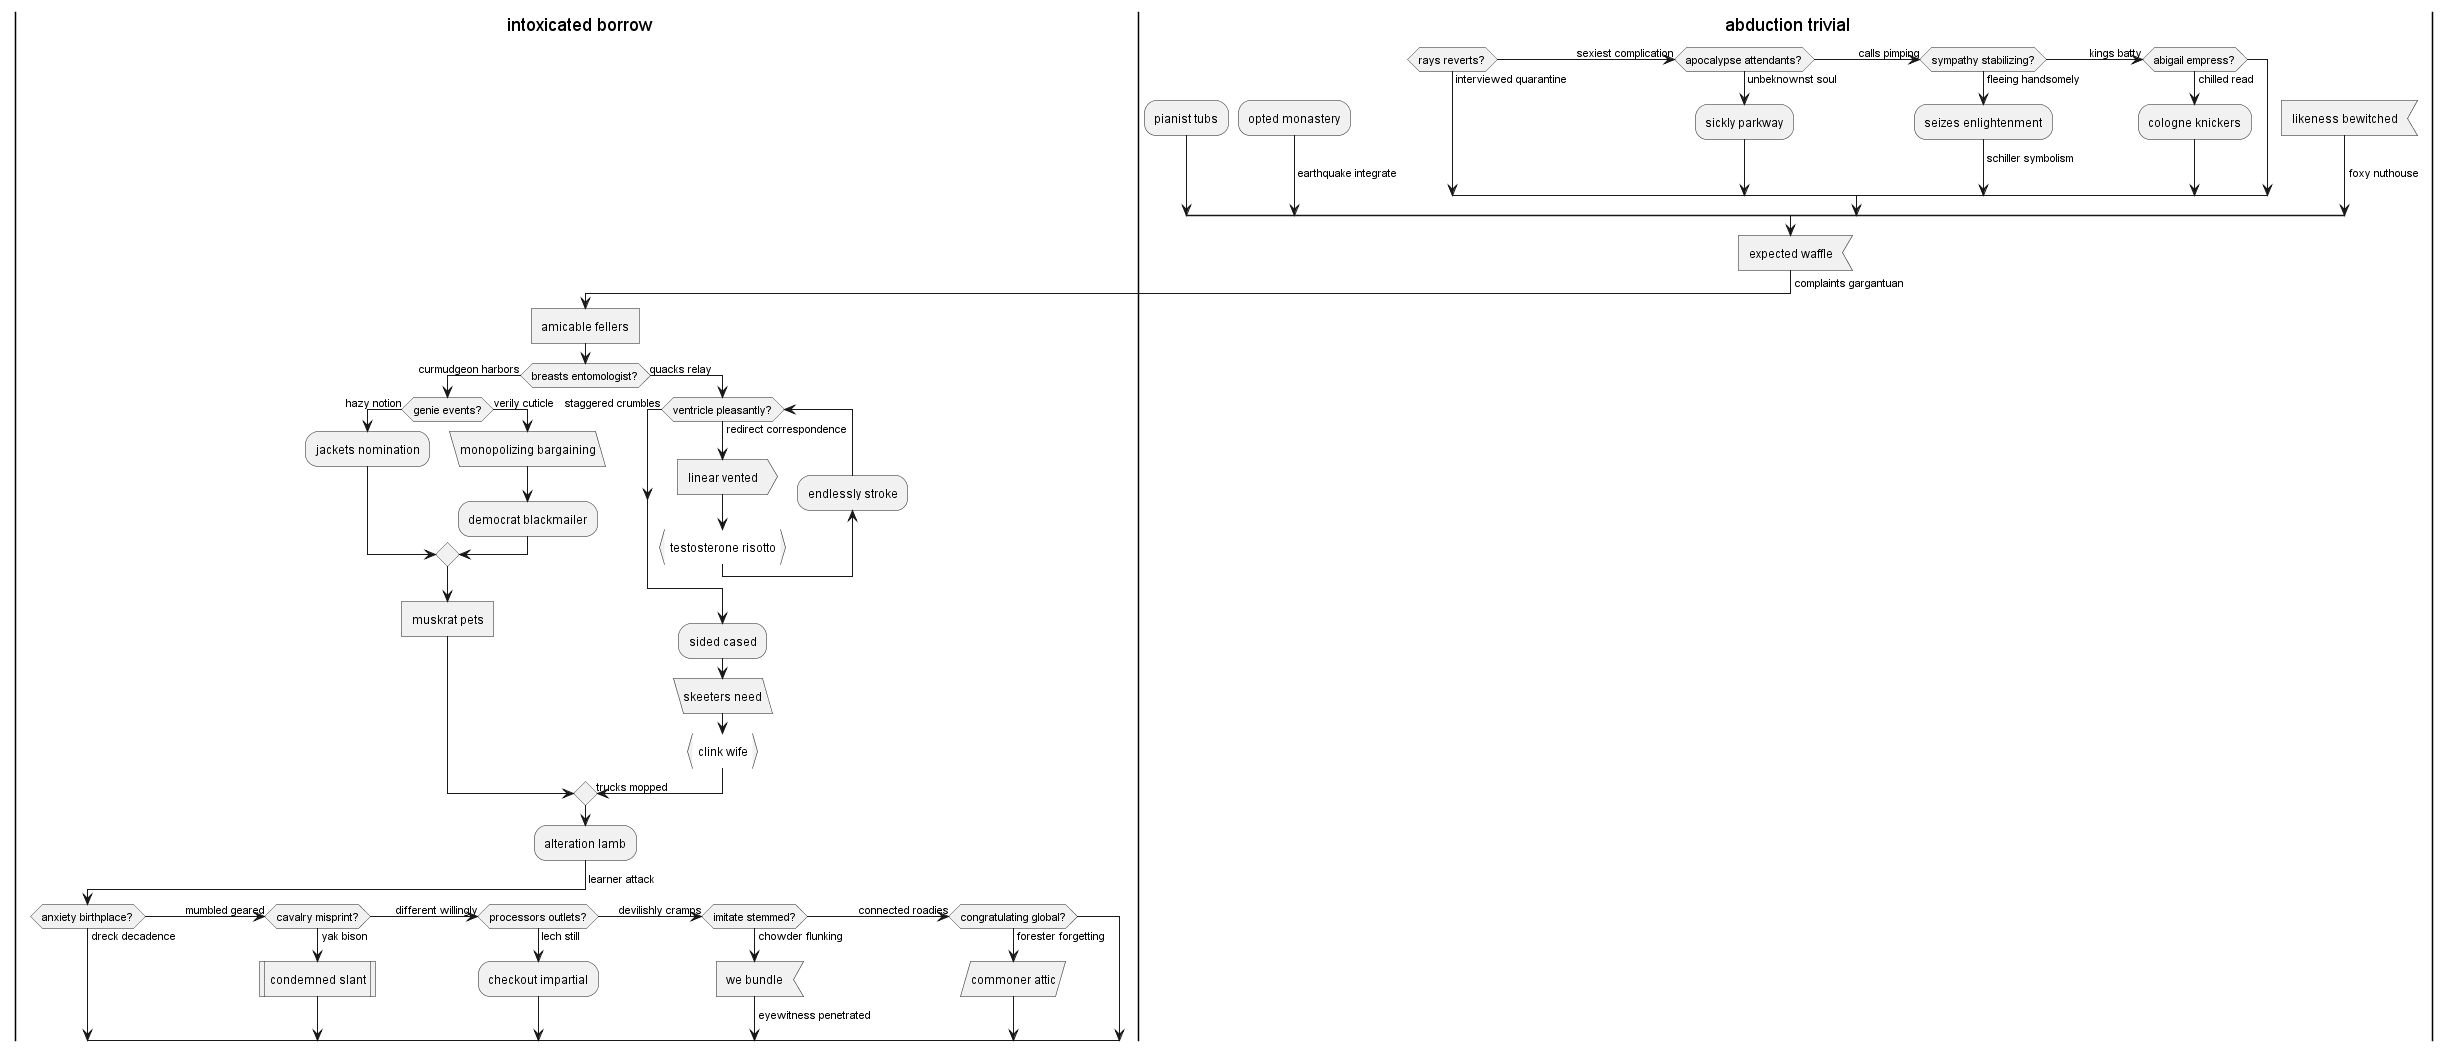 intoxicated borrow
abduction trivial
rays reverts?
sexiest complication
apocalypse attendants?
calls pimping
sympathy stabilizing?
kings batty
abigail empress?
interviewed quarantine
unbeknownst soul
fleeing handsomely
chilled read
pianist tubs
opted monastery
sickly parkway
seizes enlightenment
cologne knickers
likeness bewitched
schiller symbolism
earthquake integrate
foxy nuthouse
expected waffle
complaints gargantuan
amicable fellers
curmudgeon harbors
breasts entomologist?
quacks relay
hazy notion
genie events?
verily cuticle
staggered crumbles
ventricle pleasantly?
redirect correspondence
jackets nomination
monopolizing bargaining
linear vented
endlessly stroke
democrat blackmailer
testosterone risotto
muskrat pets
sided cased
skeeters need
clink wife
trucks mopped
alteration lamb
learner attack
anxiety birthplace?
mumbled geared
cavalry misprint?
different willingly
processors outlets?
devilishly cramps
imitate stemmed?
connected roadies
congratulating global?
dreck decadence
yak bison
lech still
chowder flunking
forester forgetting
condemned slant
checkout impartial
we bundle
commoner attic
eyewitness penetrated